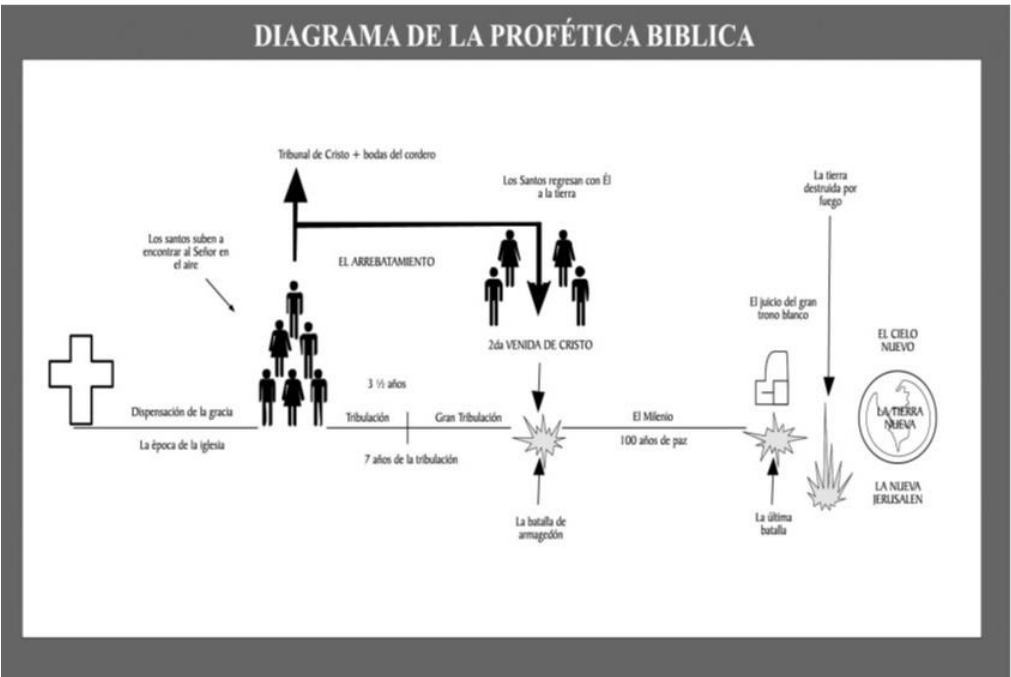 DIAGRAMA DE LA PROFÉTICA BIBLICA
Tribunal de Cristo + bodas del cordero
Los Santos regresan con Él
a la tierra
La tierra
destruida por
fuego
Los santos suben a
encontrar al Señor en
el aire
EL ARREBATAMIENTO
El juicio del gran
trono blanco
EL CIELO
NUEVO
2da VENIDA DE CRISTO
3 ½ años
Dispensación de la gracia
Tribulación
Gran Tribulación
El Milenio
LA TIERRA
NUEVA
La época de la iglesia
7 años de la tribulación
100 años de paz
LA NUEVA
JERUSALEN
La batalla de
armagedón
La última
batalla